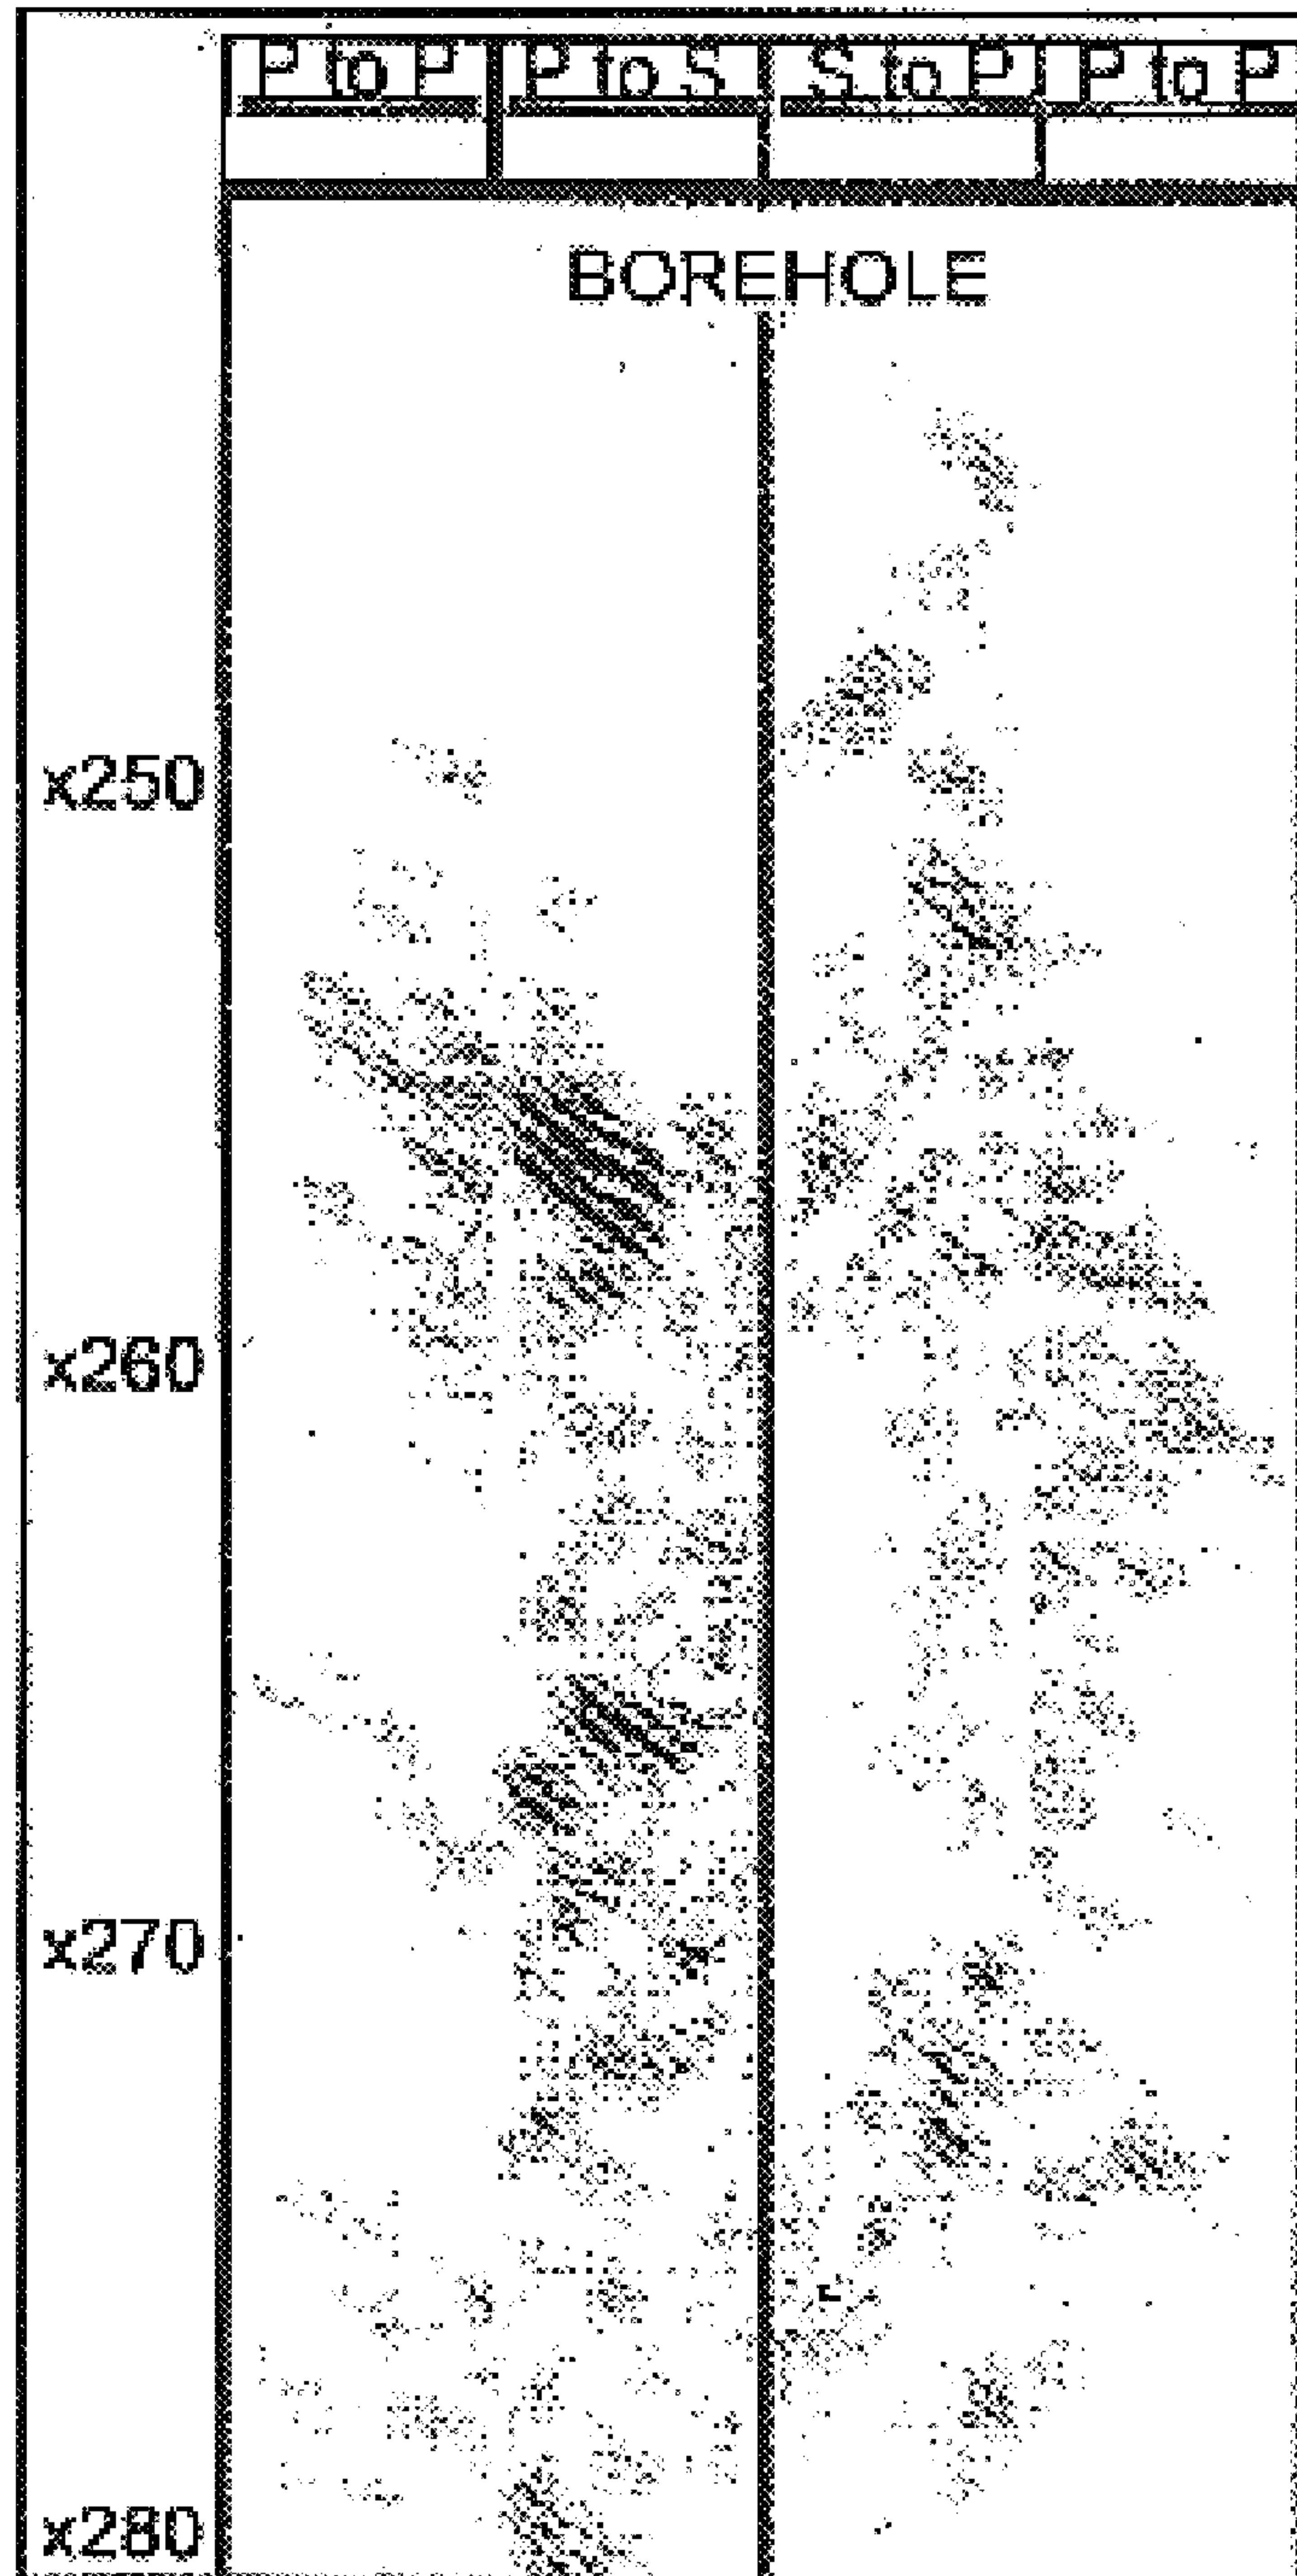 P to P P to S S to P P to P
BOREHOLE
x250
x260
x270
x280